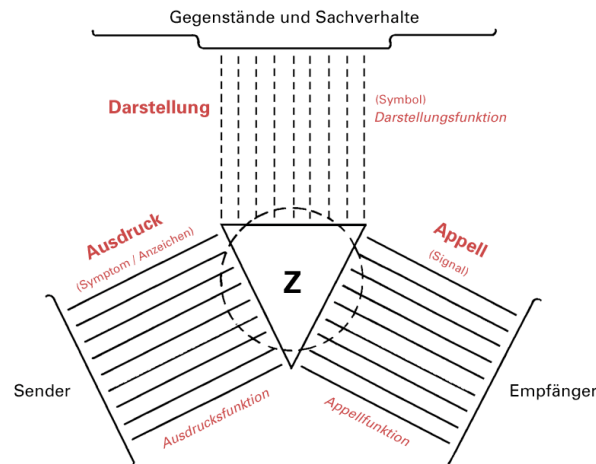 Gegenstände und Sachverhalte
Darstellung
(Symbol)
Darstellungsfunktion
Ausdruck
(Symptom / Anzeichen)
Appell
(Signal)
Z
Sender
Empfänger
Ausdrucksfunktion
Appellfunktion